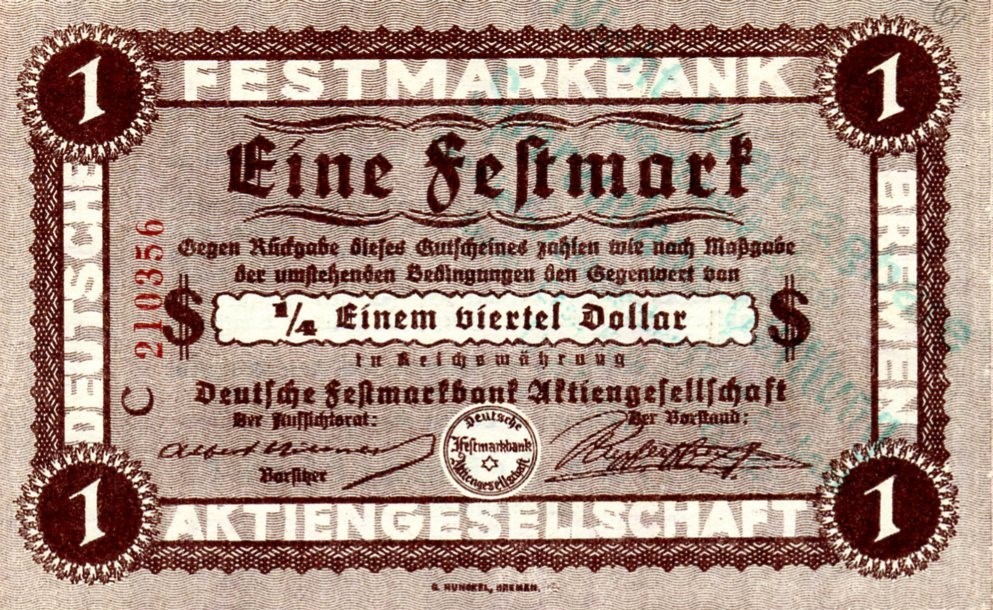 1 FESTMARKBANK 1
DEUTSCHE
BREMEN
Eine Festmark
Gegen Rückgabe dieses Gutscheines zahlen wir nach Maßgabe
der umstehenden Bedingungen den Gegenwert von
$ 1/4 Einem viertel Dollar $
in Reichswährung
C 210356
Deutsche Festmarkbank Aktiengesellschaft
Der Aufsichtsrat:
Der Vorstand:
Vorsitzer
Deutsche
Festmarkbank
Aktiengesellschaft
1 AKTIENGESELLSCHAFT 1
G. HUNCKEL, BREMEN.